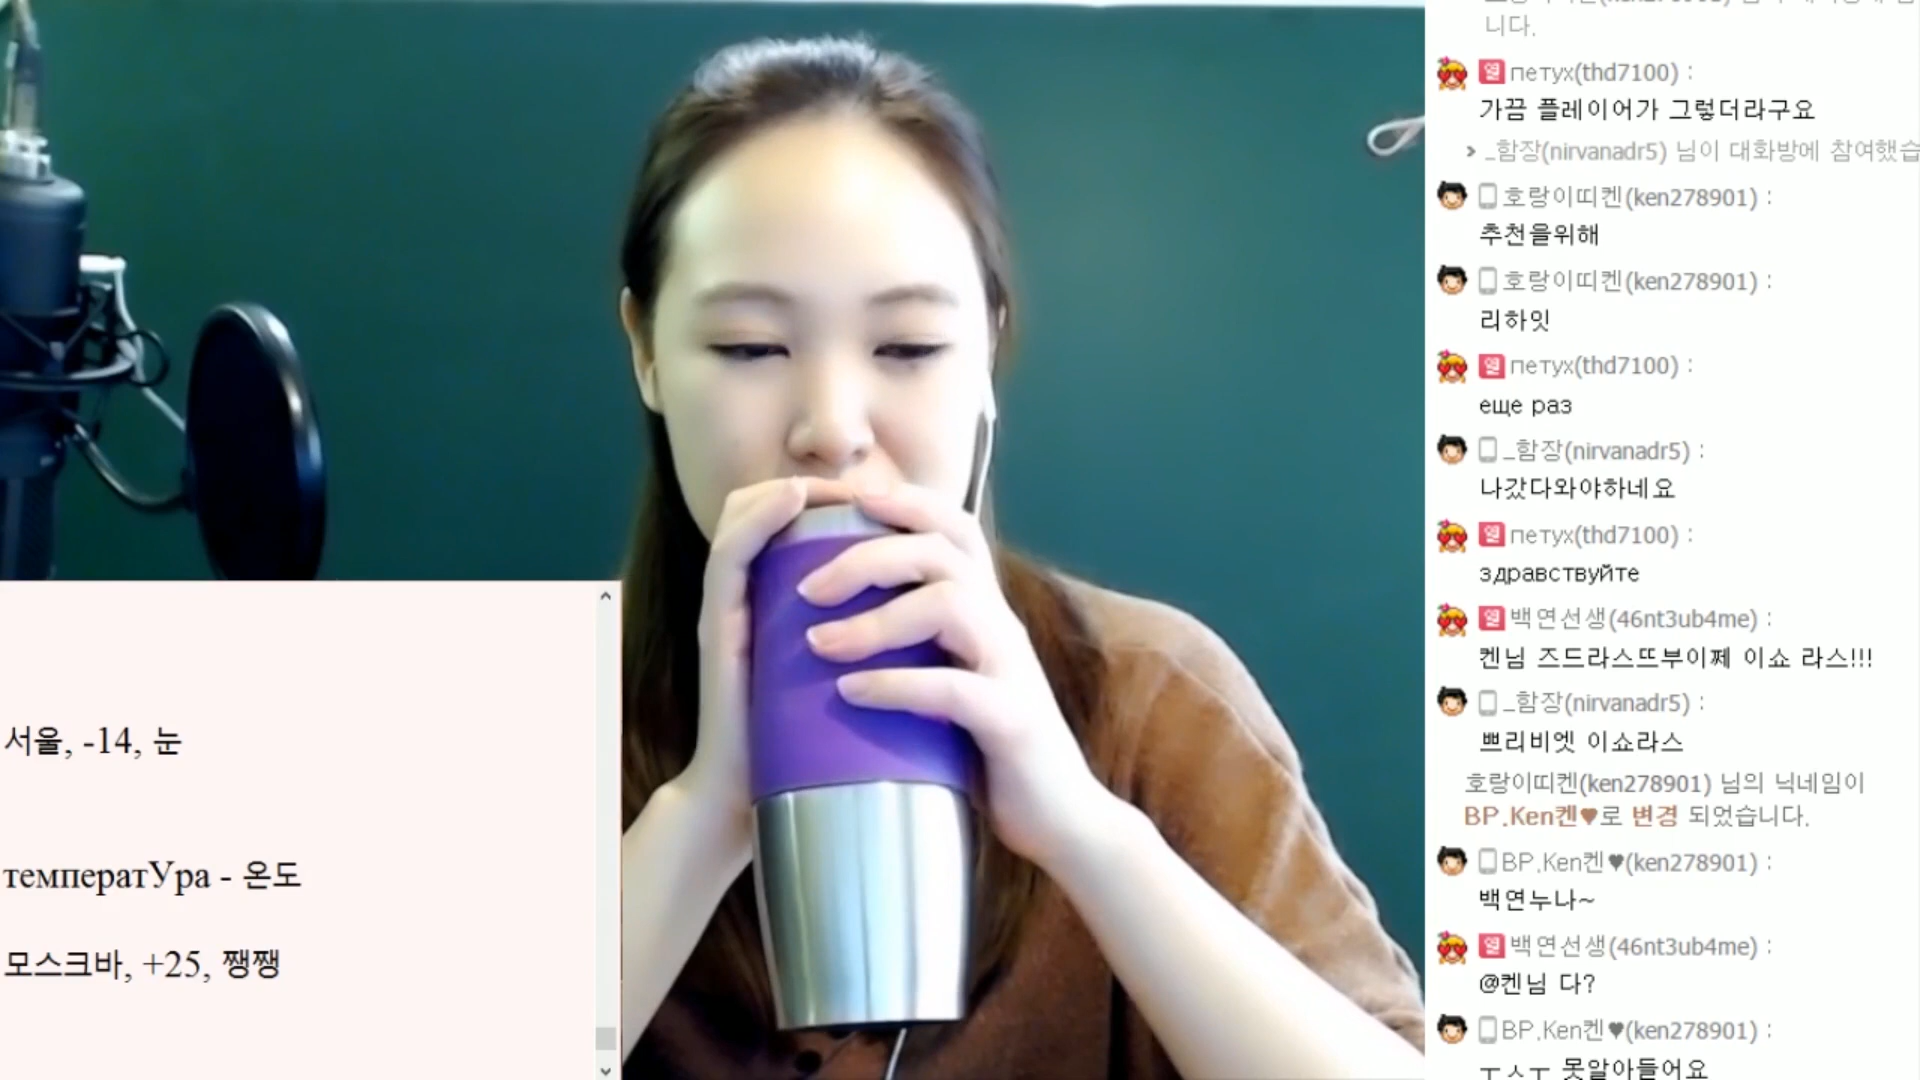 서울, -14, 눈
температУра - 온도
모스크바, +25, 쨍쨍
니다.
열 петух(thd7100) :
가끔 플레이어가 그렇더라구요
_함장(nirvanadr5) 님이 대화방에 참여했습
호랑이띠켄(ken278901) :
추천을위해
호랑이띠켄(ken278901) :
리하잇
열 петух(thd7100) :
еще раз
_함장(nirvanadr5) :
나갔다와야하네요
열 петух(thd7100) :
здравствуйте
열 백연선생(46nt3ub4me) :
켄님 즈드라스뜨부이쩨 이쇼 라스!!!
_함장(nirvanadr5) :
쁘리비엣 이쇼라스
호랑이띠켄(ken278901) 님의 닉네임이
BP.Ken켄♥로 변경 되었습니다.
BP.Ken켄♥(ken278901) :
백연누나~
열 백연선생(46nt3ub4me) :
@켄님 다?
BP.Ken켄♥(ken278901) :
ㅜㅅㅜ 못알아들어요